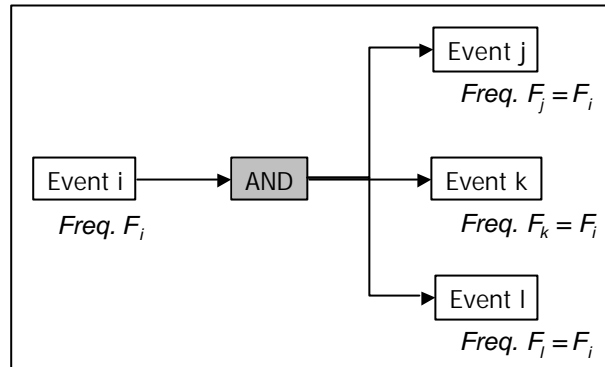 Event j
Freq. F_j = F_i
Event i
AND
Event k
Freq. F_i
Freq. F_k = F_i
Event l
Freq. F_l = F_i